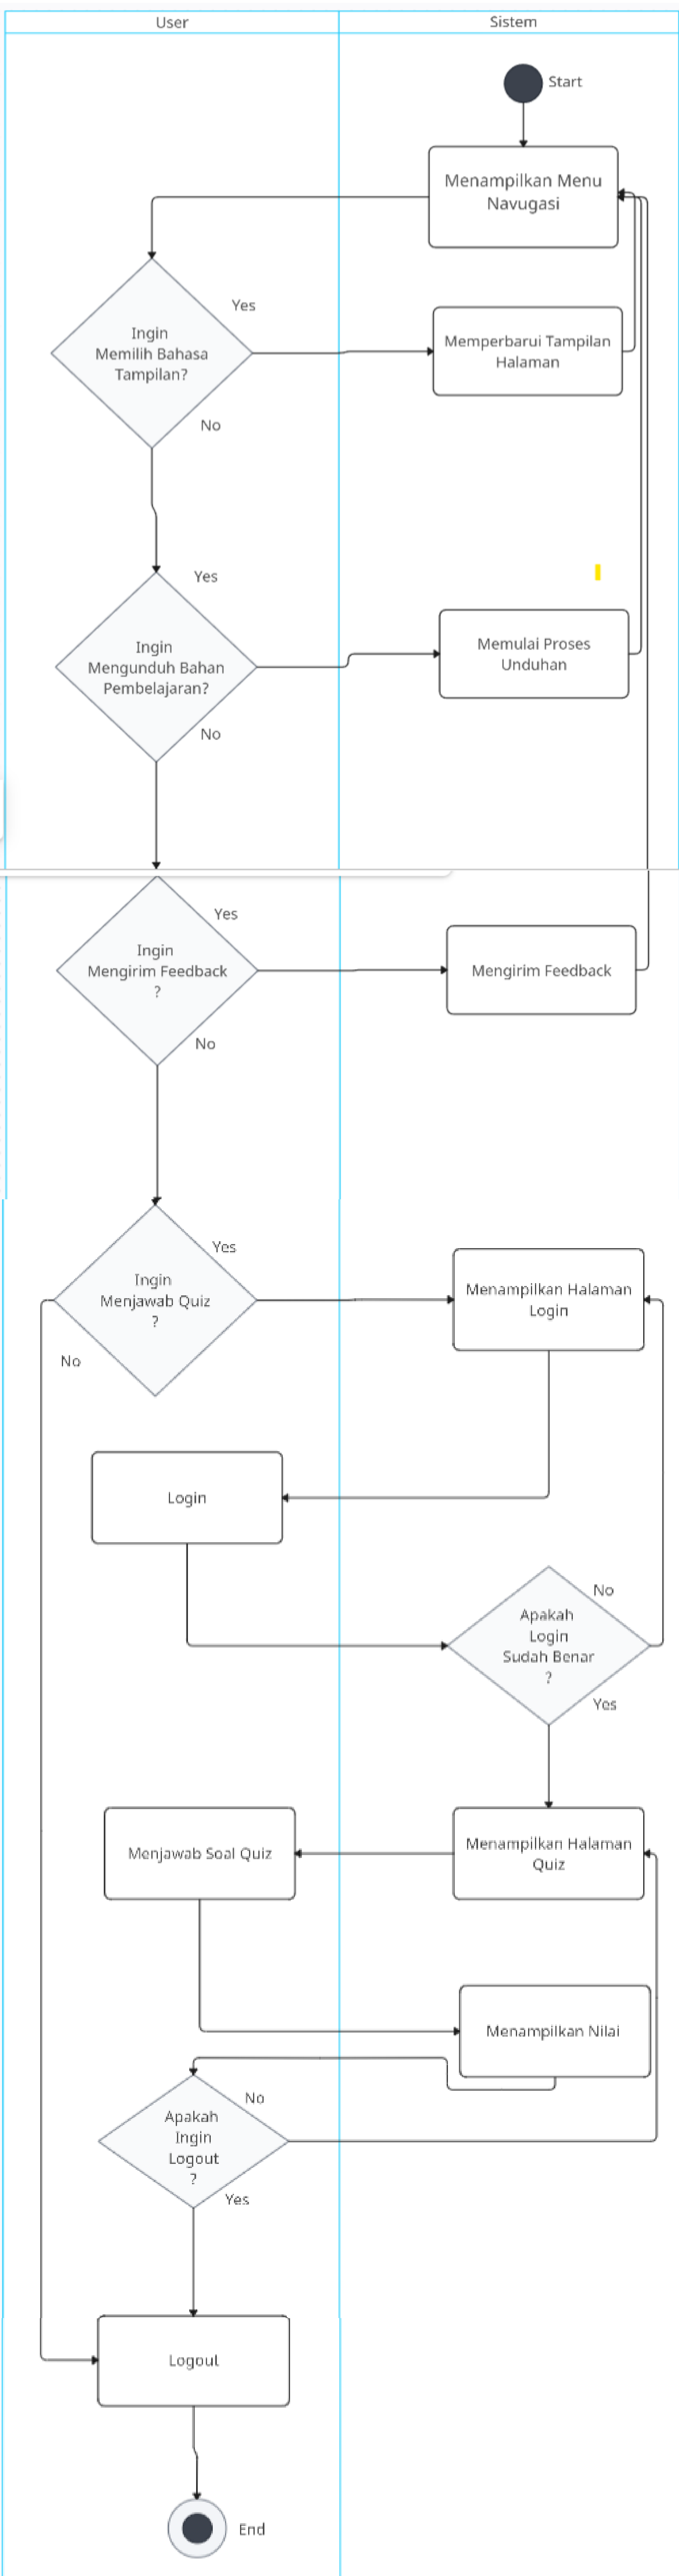 User
Sistem
Start
Menampilkan Menu
Navugasi
Yes
Ingin
Memilih Bahasa
Tampilan?
Memperbarui Tampilan
Halaman
No
Yes
Ingin
Mengunduh Bahan
Pembelajaran?
Memulai Proses
Unduhan
No
Yes
Ingin
Mengirim Feedback
?
Mengirim Feedback
No
Yes
Ingin
Menjawab Quiz
?
Menampilkan Halaman
Login
No
Login
No
Apakah
Login
Sudah Benar
?
Yes
Menjawab Soal Quiz
Menampilkan Halaman
Quiz
Menampilkan Nilai
No
Apakah
Ingin
Logout
?
Yes
Logout
End